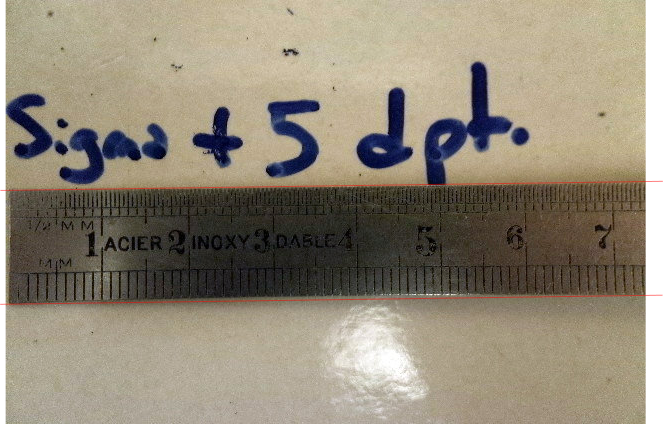 Sigma + 5 dpt.
1/2 MM
1 ACIER 2 INOXY 3 DABLE 4 5 6 7
MM